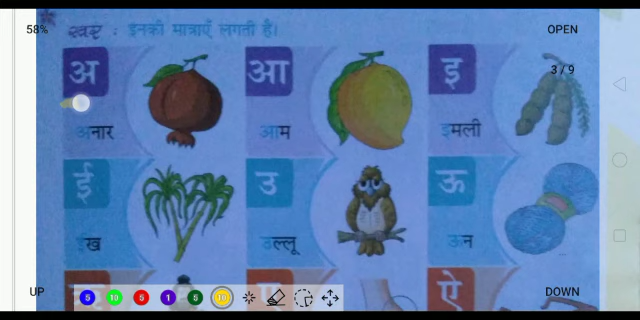 58%
स्वर : इनकी मात्राएँ लगती हैं।
OPEN
3 / 9
अ
अनार
आ
आम
इ
इमली
ई
ईख
उ
उल्लू
ऊ
ऊन
ऐ
UP
5
10
5
1
5
10
DOWN